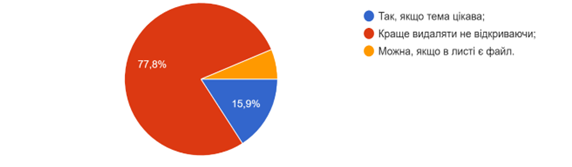 Так, якщо тема цікава;
Краще видаляти не відкриваючи;
Можна, якщо в листі є файл.
77,8%
15,9%